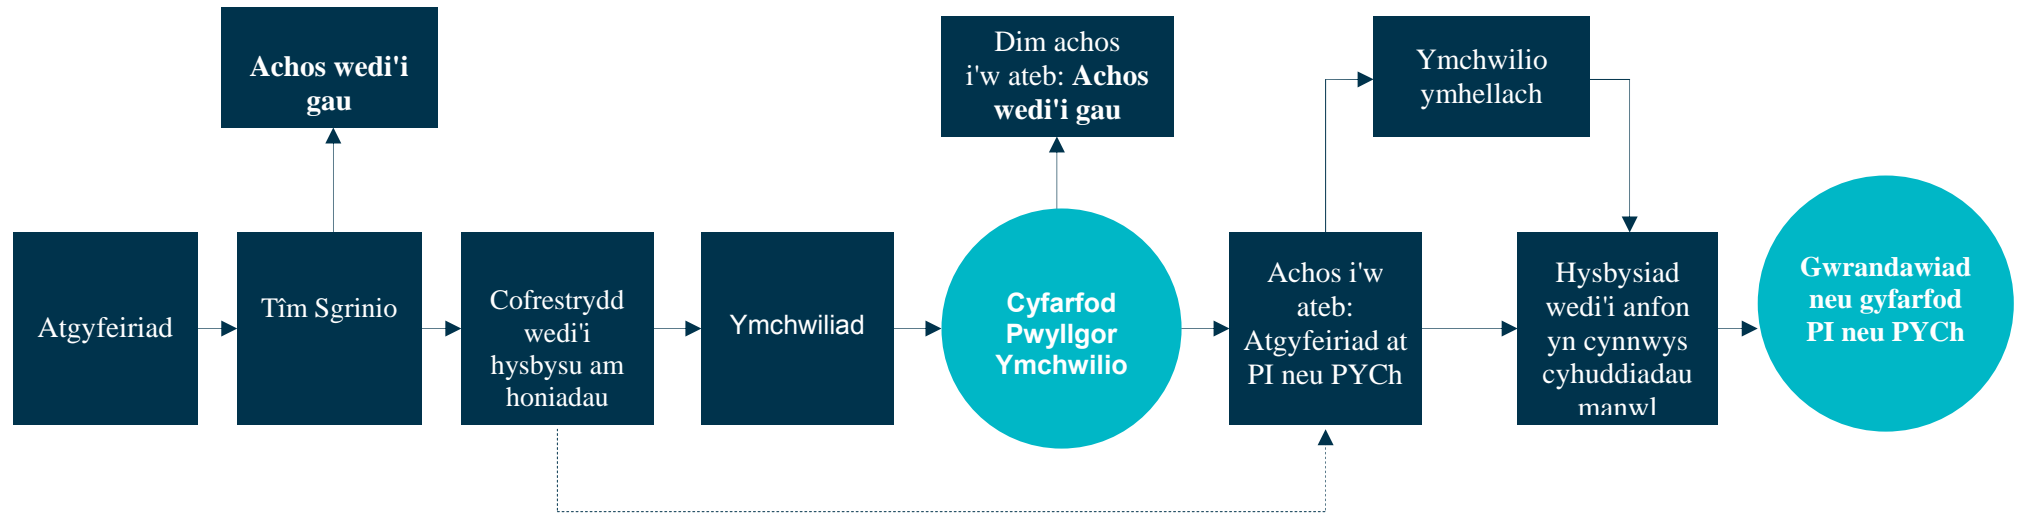 Achos wedi'i
gau
Dim achos
i'w ateb: Achos
wedi'i gau
Ymchwilio
ymhellach
Atgyfeiriad
Tîm Sgrinio
Cofrestrydd
wedi'i
hysbysu am
honiadau
Ymchwiliad
Cyfarfod
Pwyllgor
Ymchwilio
Achos i'w
ateb:
Atgyfeiriad at
PI neu PYCh
Hysbysiad
wedi'i anfon
yn cynnwys
cyhuddiadau
manwl
Gwrandawiad
neu gyfarfod
PI neu PYCh